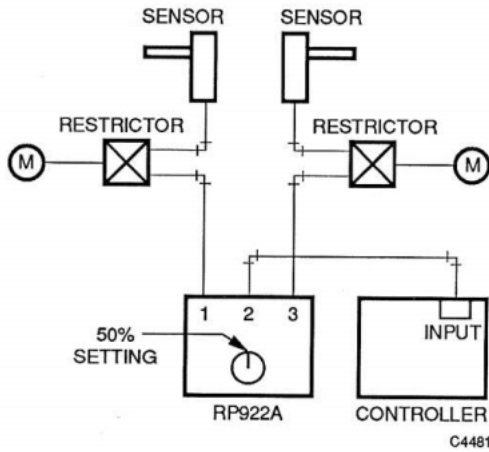 SENSOR
SENSOR
RESTRICTOR
RESTRICTOR
M
M
1 2 3
50%
SETTING
INPUT
RP922A
CONTROLLER
C4481